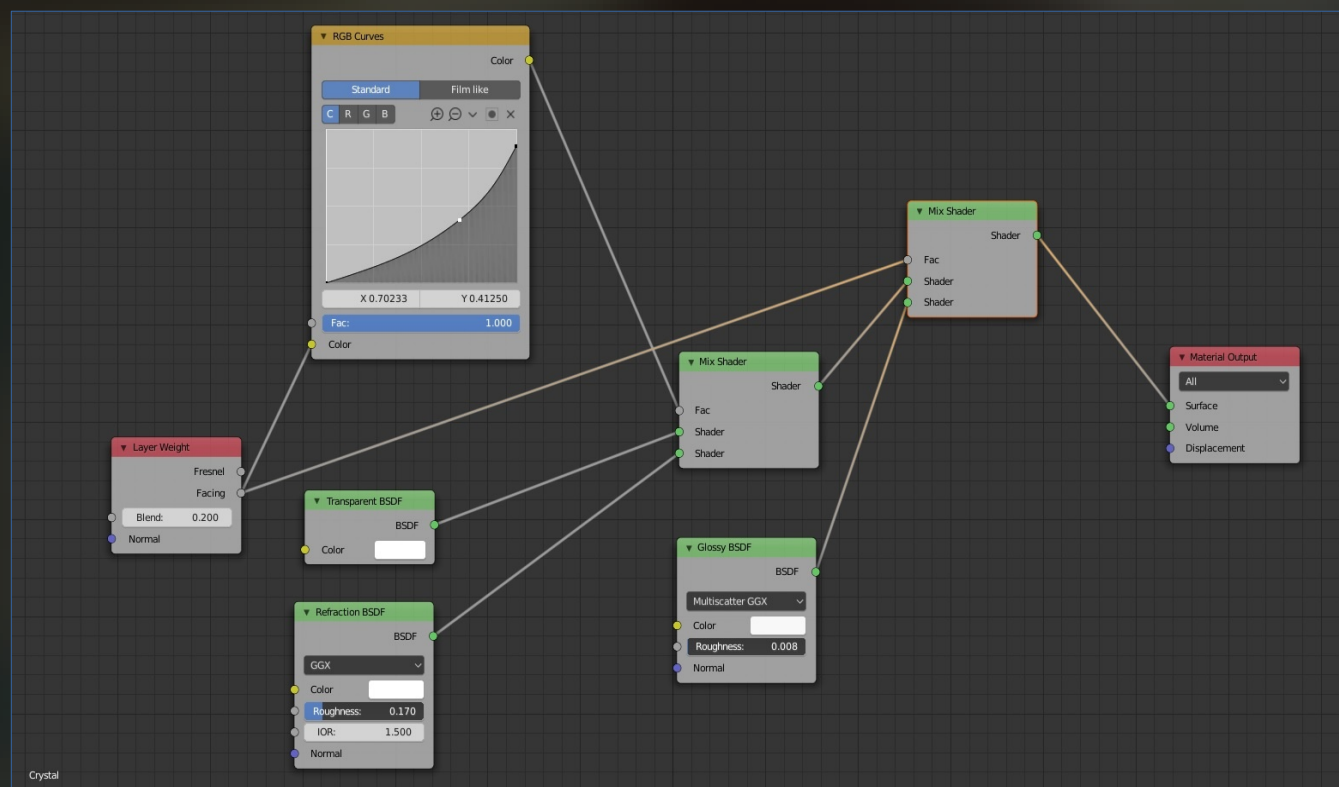 RGB Curves
Color
Standard Film like
C R G B
X 0.70233 Y 0.41250
Fac: 1.000
Color
Layer Weight
Fresnel
Facing
Blend: 0.200
Normal
Transparent BSDF
BSDF
Color
Refraction BSDF
BSDF
GGX
Color
Roughness: 0.170
IOR: 1.500
Normal
Mix Shader
Shader
Fac
Shader
Shader
Glossy BSDF
BSDF
Multiscatter GGX
Color
Roughness: 0.008
Normal
Mix Shader
Shader
Fac
Shader
Shader
Material Output
All
Surface
Volume
Displacement
Crystal